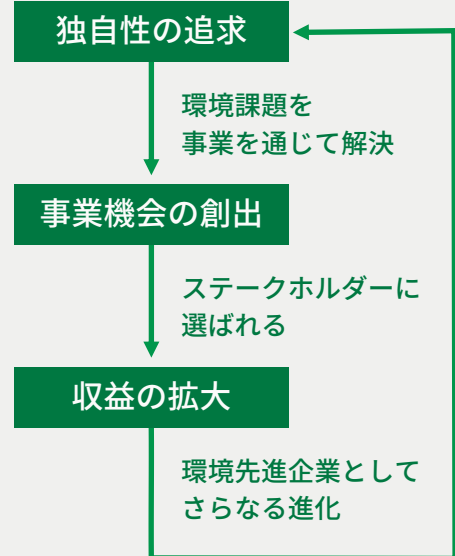 独自性の追求
環境課題を
事業を通じて解決
事業機会の創出
ステークホルダーに
選ばれる
収益の拡大
環境先進企業として
さらなる進化